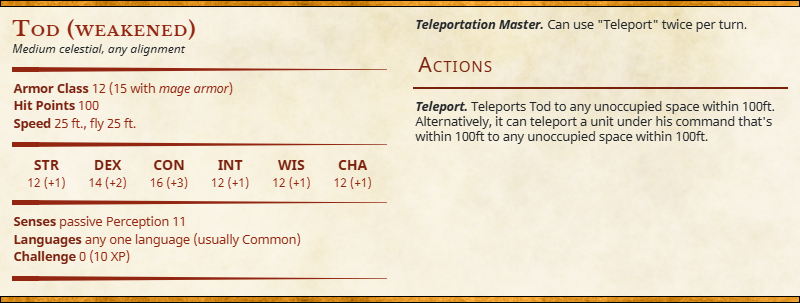 Tod (weakened)
Medium celestial, any alignment
Armor Class 12 (15 with mage armor)
Hit Points 100
Speed 25 ft., fly 25 ft.
STR DEX CON INT WIS CHA
12 (+1) 14 (+2) 16 (+3) 12 (+1) 12 (+1) 12 (+1)
Senses passive Perception 11
Languages any one language (usually Common)
Challenge 0 (10 XP)
Teleportation Master. Can use "Teleport" twice per turn.
Actions
Teleport. Teleports Tod to any unoccupied space within 100ft.
Alternatively, it can teleport a unit under his command that's
within 100ft to any unoccupied space within 100ft.